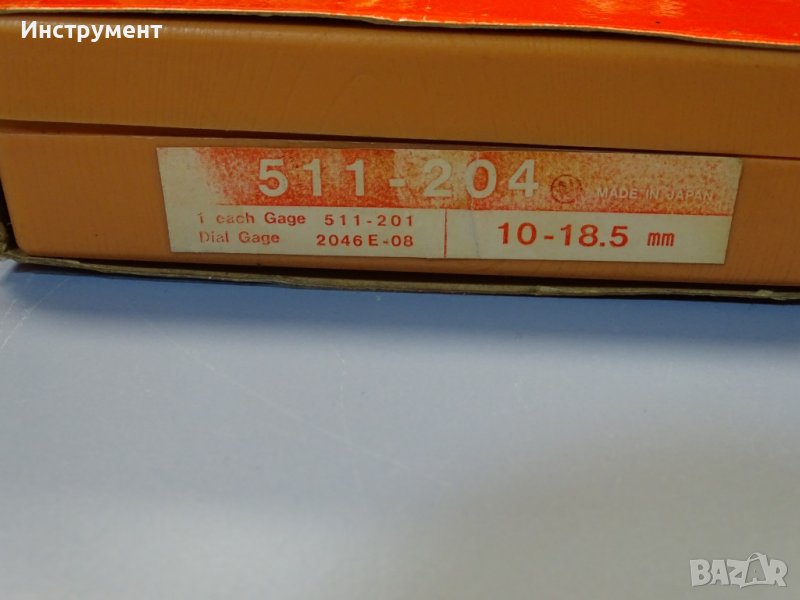 Инструмент
511-204 MADE IN JAPAN
1 each Gage 511-201
Dial Gage 2046E-08
10-18.5 mm
BAZAR